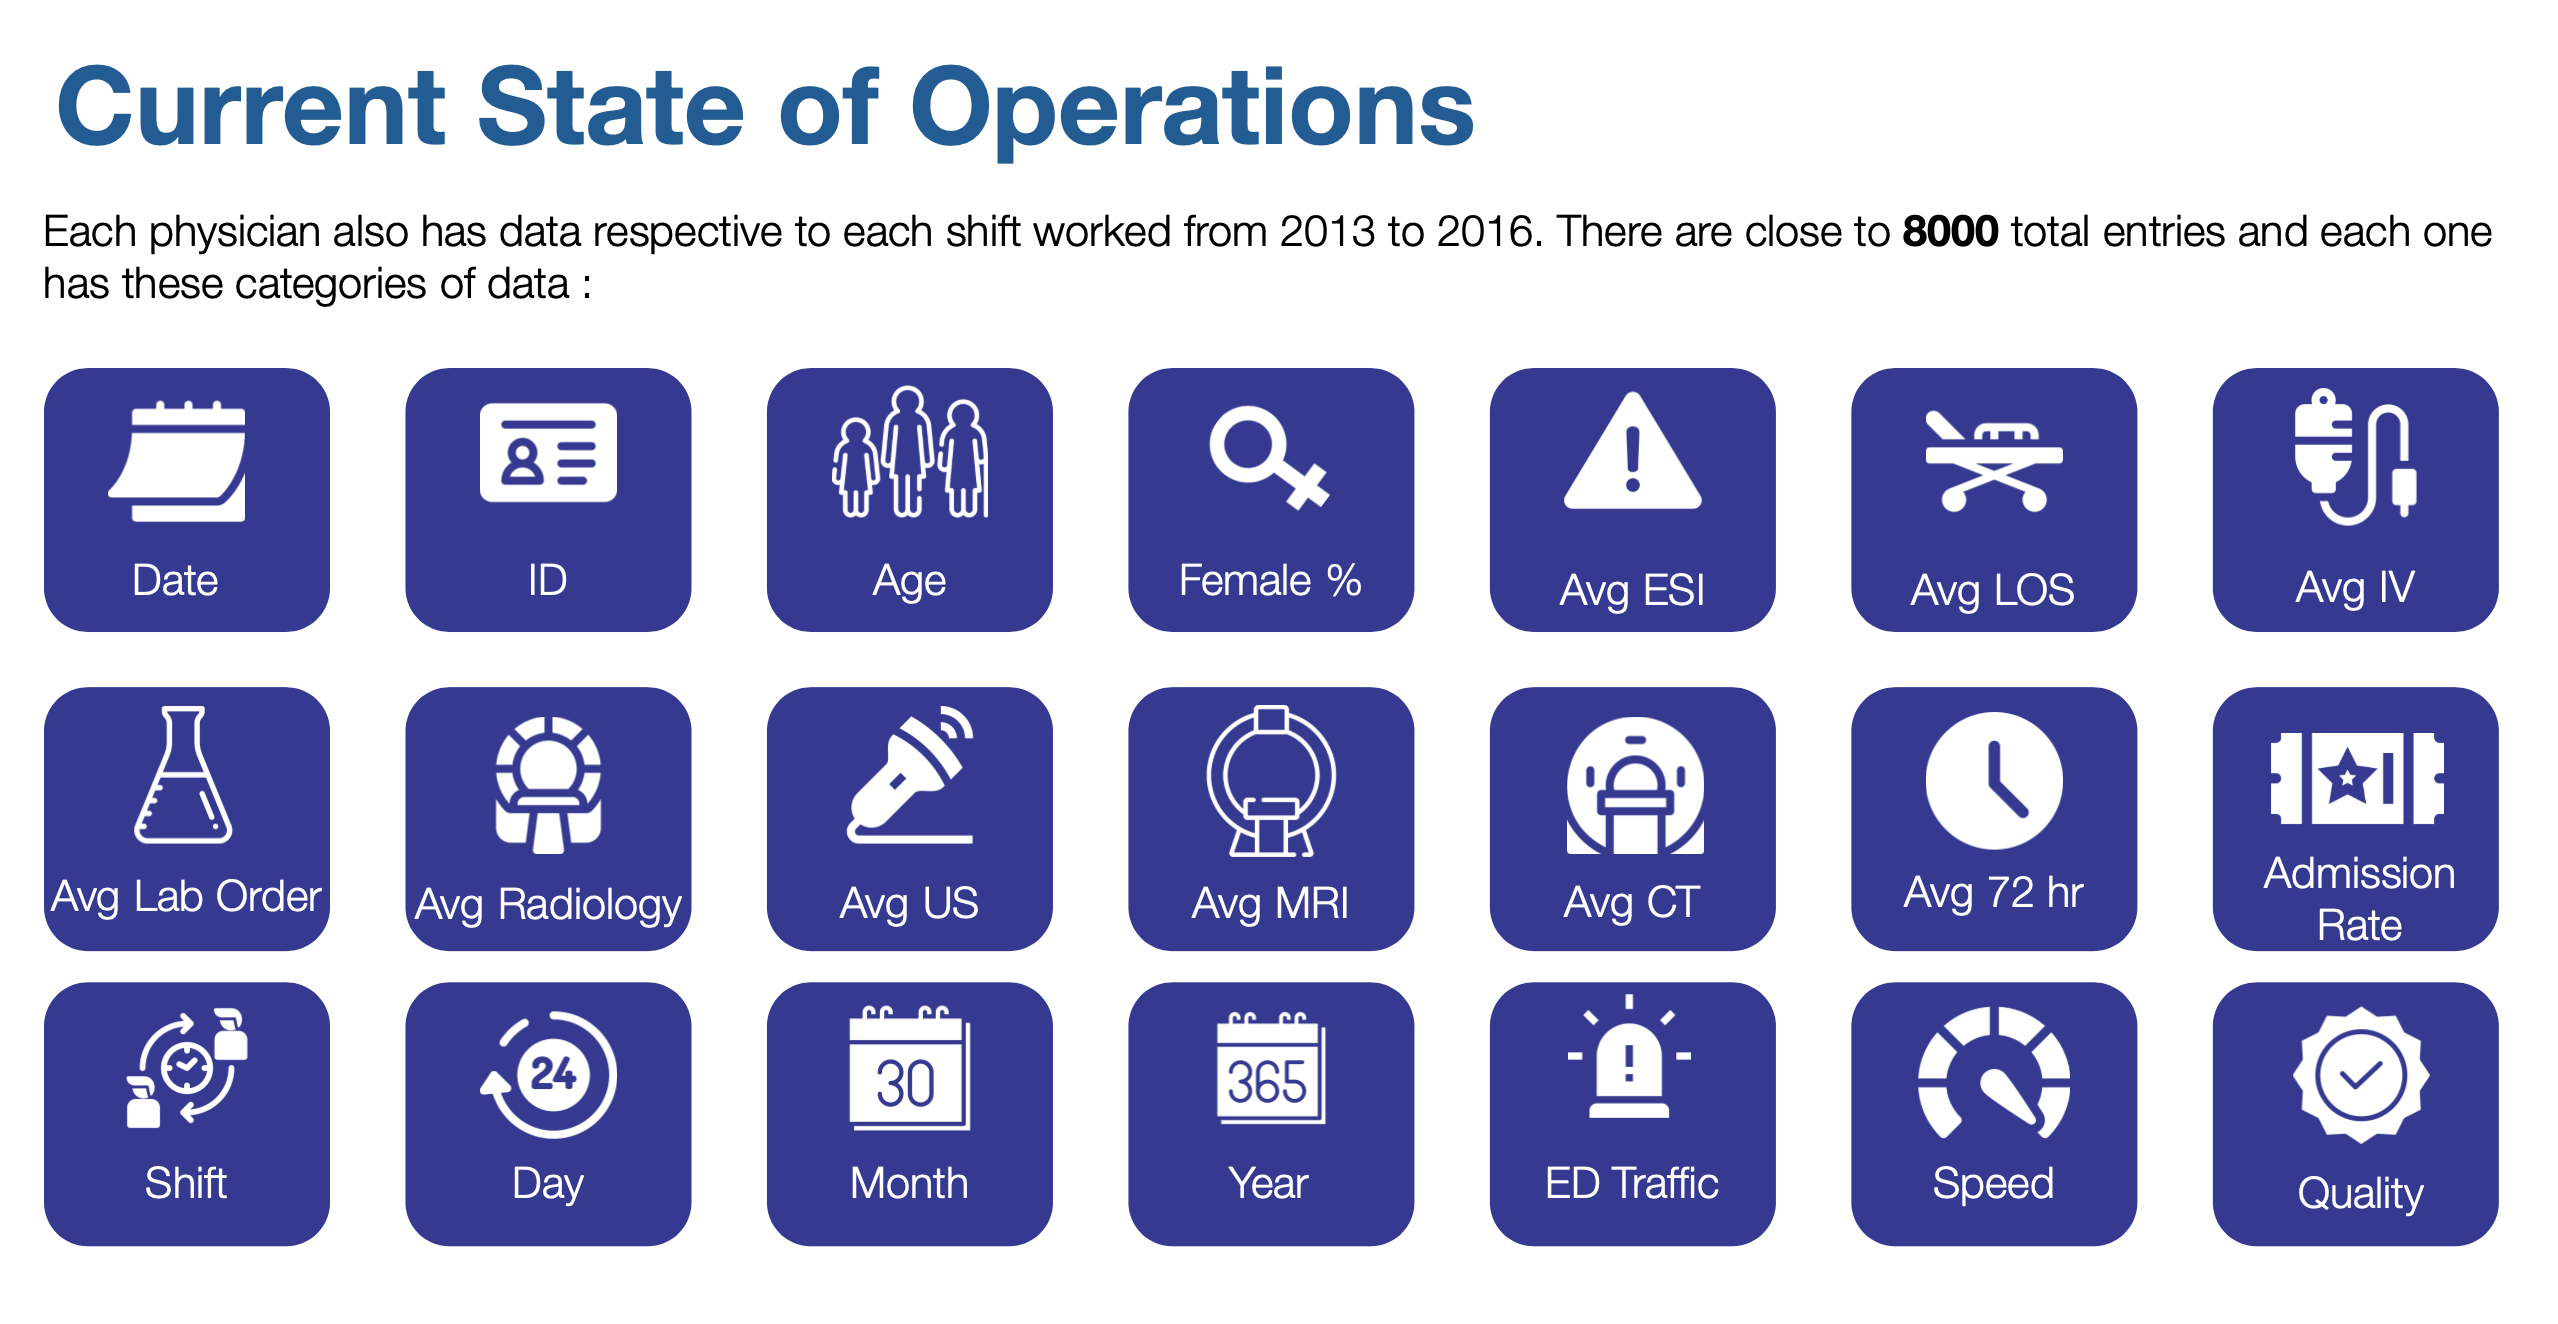 Current State of Operations
Each physician also has data respective to each shift worked from 2013 to 2016. There are close to 8000 total entries and each one
has these categories of data :
Date
ID
Age
Female %
Avg ESI
Avg LOS
Avg IV
Avg Lab Order
Avg Radiology
Avg US
Avg MRI
Avg CT
Avg 72 hr
Admission
Rate
24
30
365
Shift
Day
Month
Year
ED Traffic
Speed
Quality